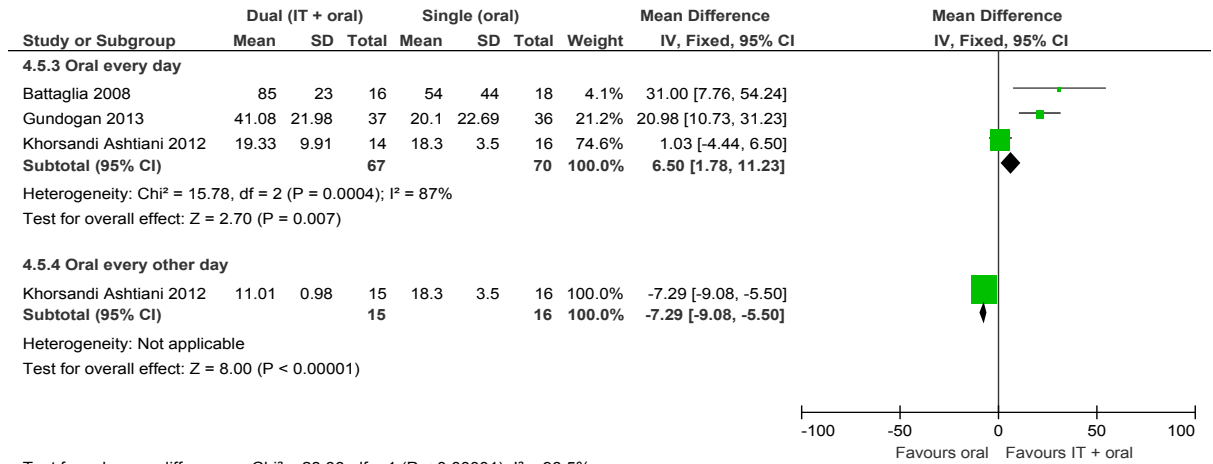 Dual (IT + oral) Single (oral) Mean Difference Mean Difference
Study or Subgroup Mean SD Total Mean SD Total Weight IV, Fixed, 95% CI IV, Fixed, 95% CI
4.5.3 Oral every day
Battaglia 2008 85 23 16 54 44 18 4.1% 31.00 [7.76, 54.24]
Gundogan 2013 41.08 21.98 37 20.1 22.69 36 21.2% 20.98 [10.73, 31.23]
Khorsandi Ashtiani 2012 19.33 9.91 14 18.3 3.5 16 74.6% 1.03 [-4.44, 6.50]
Subtotal (95% CI) 67 70 100.0% 6.50 [1.78, 11.23]
Heterogeneity: Chi² = 15.78, df = 2 (P = 0.0004); I² = 87%
Test for overall effect: Z = 2.70 (P = 0.007)
4.5.4 Oral every other day
Khorsandi Ashtiani 2012 11.01 0.98 15 18.3 3.5 16 100.0% -7.29 [-9.08, -5.50]
Subtotal (95% CI) 15 16 100.0% -7.29 [-9.08, -5.50]
Heterogeneity: Not applicable
Test for overall effect: Z = 8.00 (P < 0.00001)
-100 -50 0 50 100
Favours oral Favours IT + oral